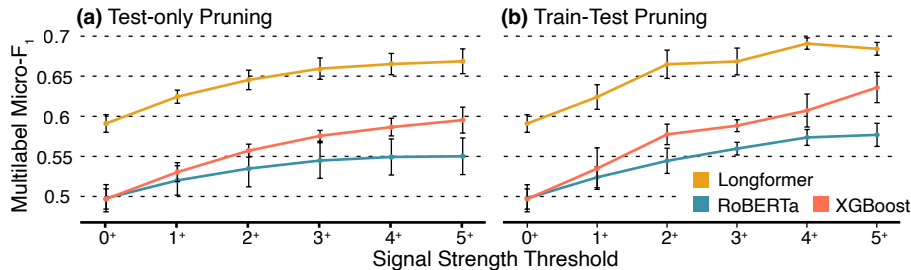 (a) Test-only Pruning
(b) Train-Test Pruning
Multilabel Micro-F₁
0.7
0.65
0.6
0.55
0.5
0⁺ 1⁺ 2⁺ 3⁺ 4⁺ 5⁺
0⁺ 1⁺ 2⁺ 3⁺ 4⁺ 5⁺
Longformer
RoBERTa XGBoost
Signal Strength Threshold